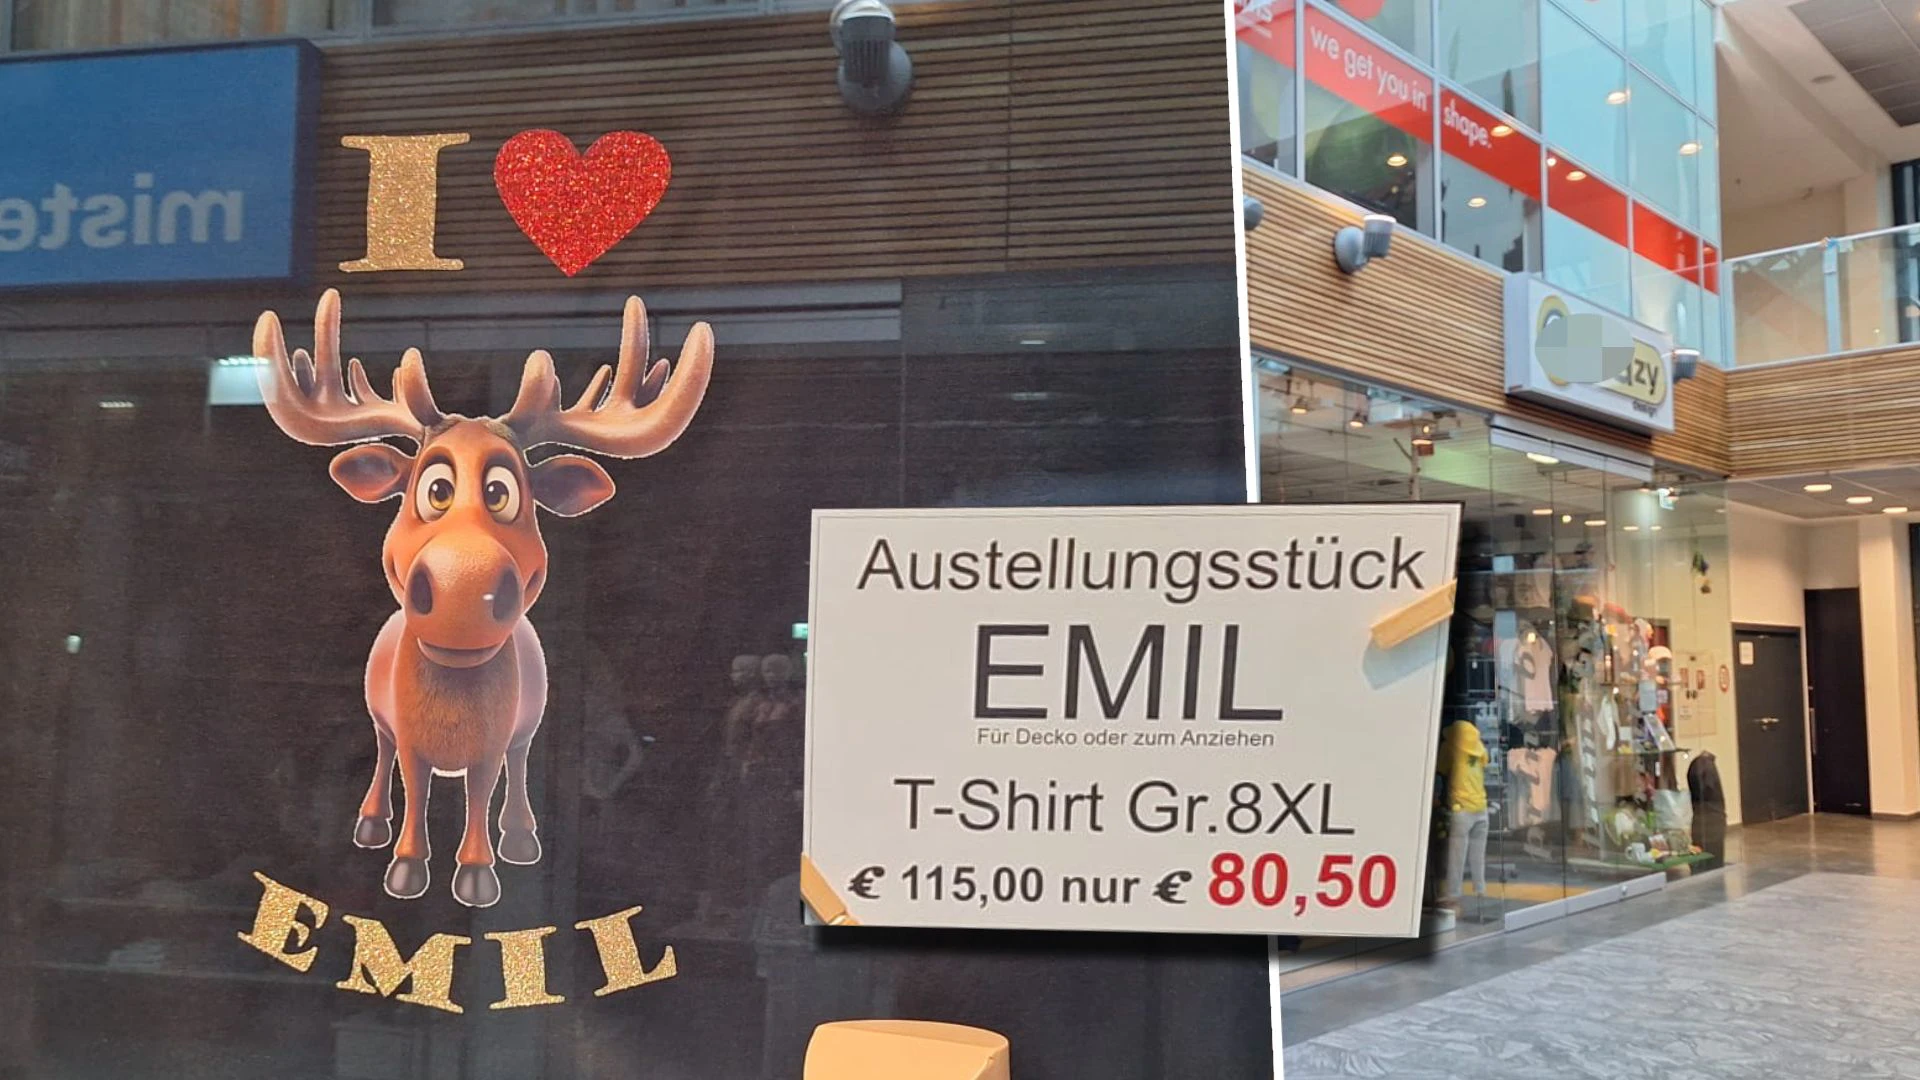 I
EMIL
we get you in
shape.
Austellungsstück
EMIL
Für Decko oder zum Anziehen
T-Shirt Gr.8XL
€ 115,00 nur € 80,50
miste